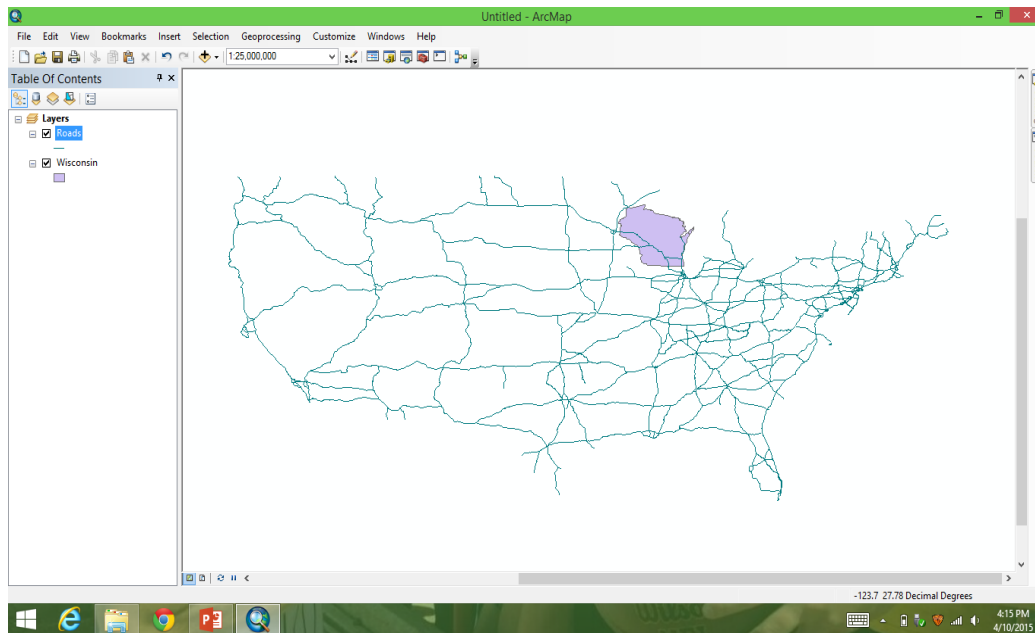 Untitled - ArcMap
File Edit View Bookmarks Insert Selection Geoprocessing Customize Windows Help
1:25,000,000
Table Of Contents
Layers
Roads
Wisconsin
-123.7 27.78 Decimal Degrees
4:15 PM
4/10/2015